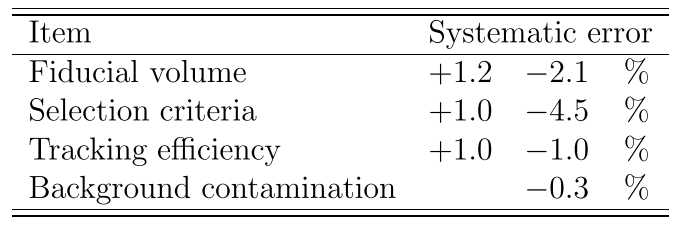 Item Systematic error
Fiducial volume +1.2 −2.1 %
Selection criteria +1.0 −4.5 %
Tracking efficiency +1.0 −1.0 %
Background contamination −0.3 %